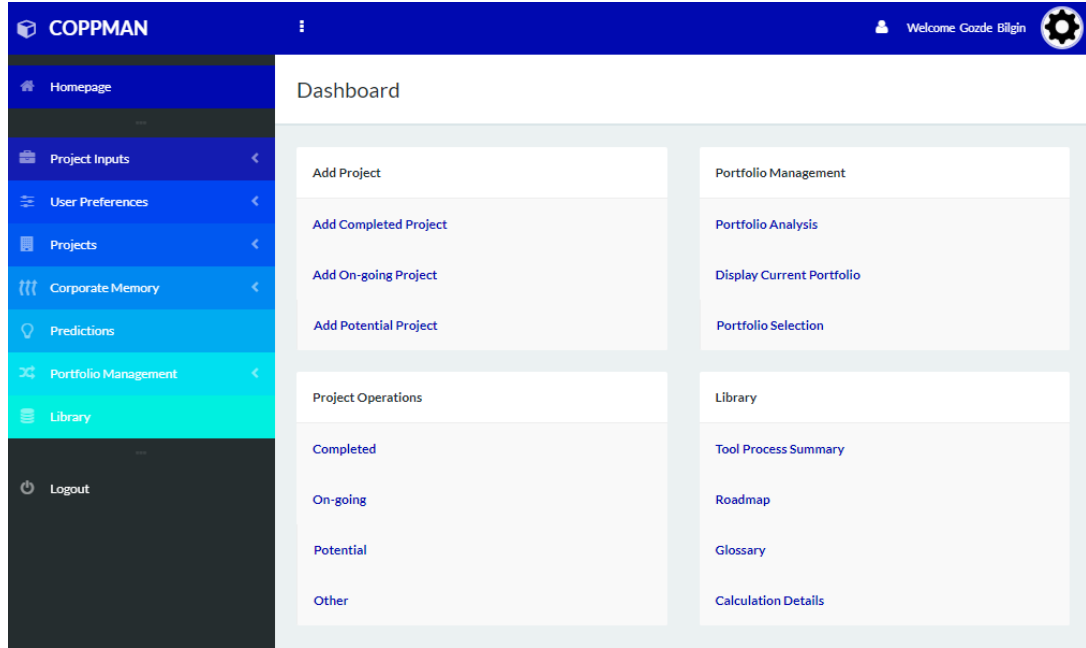 COPPMAN
Welcome Gozde Bilgin
Homepage
Project Inputs
User Preferences
Projects
Corporate Memory
Predictions
Portfolio Management
Library
Logout
Dashboard
Add Project
Add Completed Project
Add On-going Project
Add Potential Project
Portfolio Management
Portfolio Analysis
Display Current Portfolio
Portfolio Selection
Project Operations
Completed
On-going
Potential
Other
Library
Tool Process Summary
Roadmap
Glossary
Calculation Details